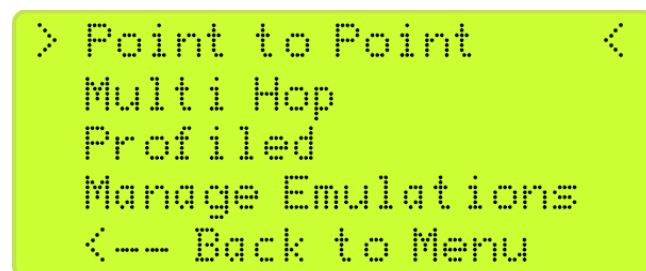 > Point to Point <
Multi Hop
Profiled
Manage Emulations
<-- Back to Menu